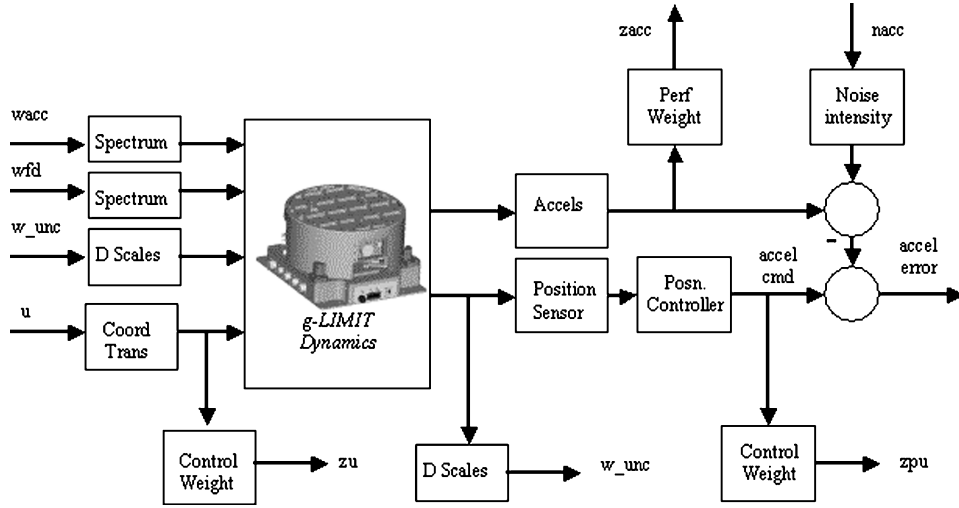 zacc
nacc
Perf
Weight
Noise
intensity
wacc
Spectrum
wfd
Spectrum
w_unc
D Scales
u
Coord
Trans
g-LIMIT
Dynamics
Accels
Position
Sensor
Posn.
Controller
accel
cmd
-
accel
error
Control
Weight
zu
D Scales
w_unc
Control
Weight
zpu